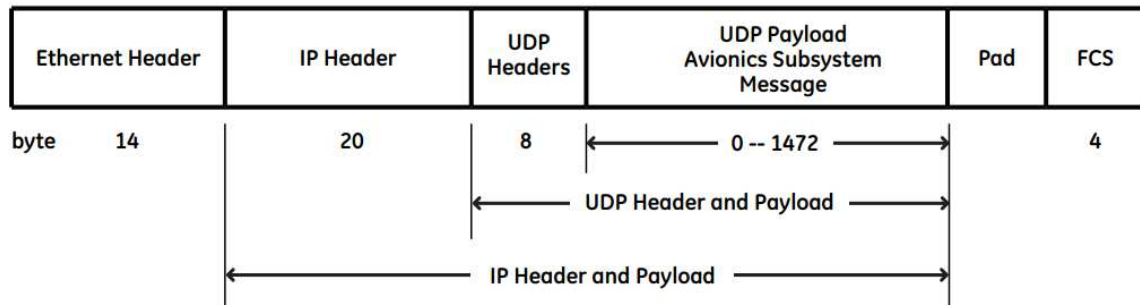 Ethernet Header
IP Header
UDP
Headers
UDP Payload
Avionics Subsystem
Message
Pad
FCS
byte 14 20 8 0 -- 1472 4
UDP Header and Payload
IP Header and Payload